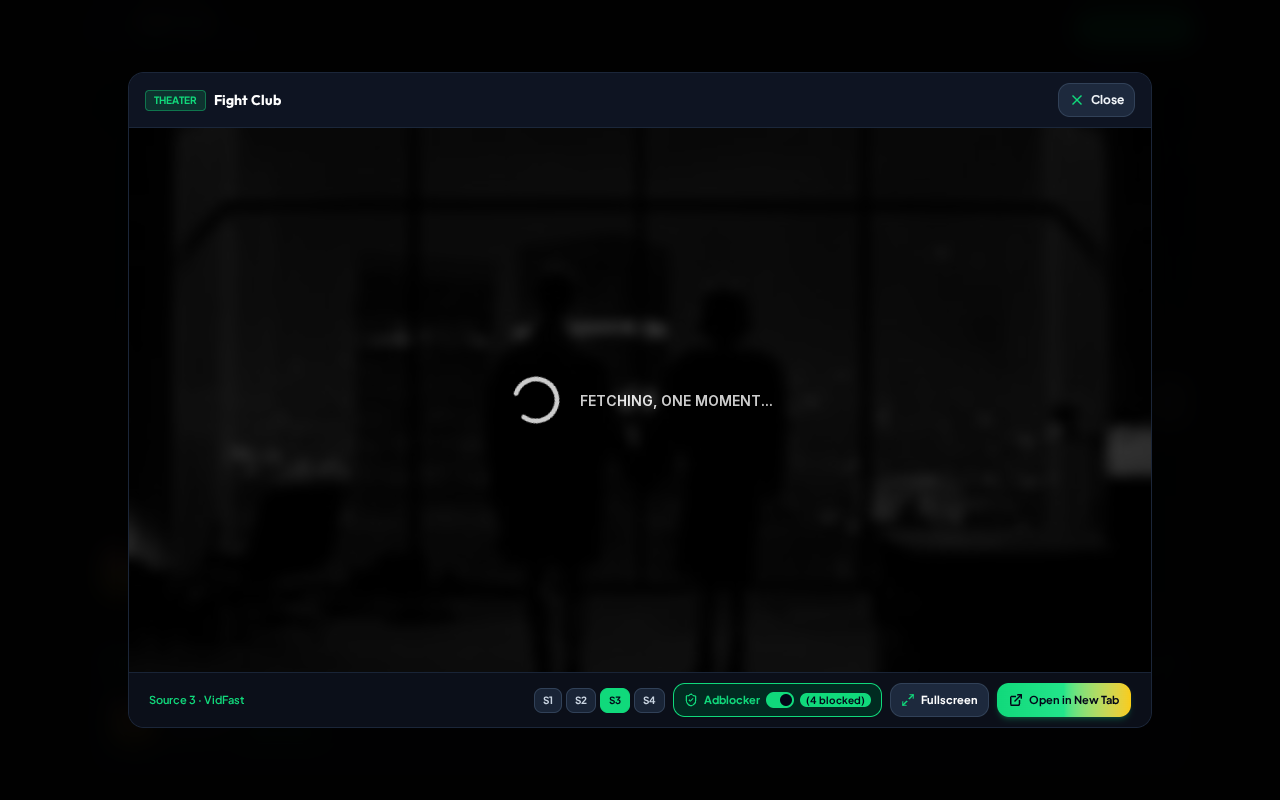 THEATER Fight Club Close
FETCHING, ONE MOMENT...
Source 3 · VidFast S1 S2 S3 S4 Adblocker (4 blocked) Fullscreen Open in New Tab